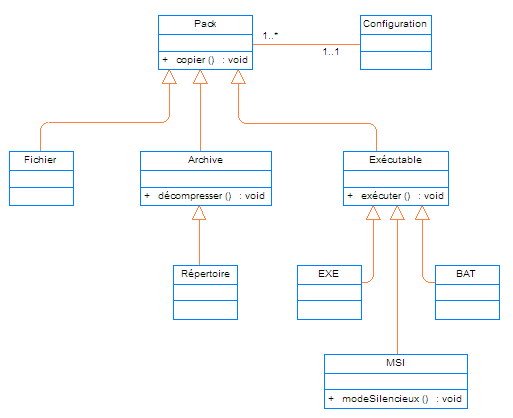 Pack
Configuration
1..*
1..1
+ copier () : void
Fichier
Archive
Exécutable
+ décompresser () : void
+ exécuter () : void
Répertoire
EXE
BAT
MSI
+ modeSilencieux () : void